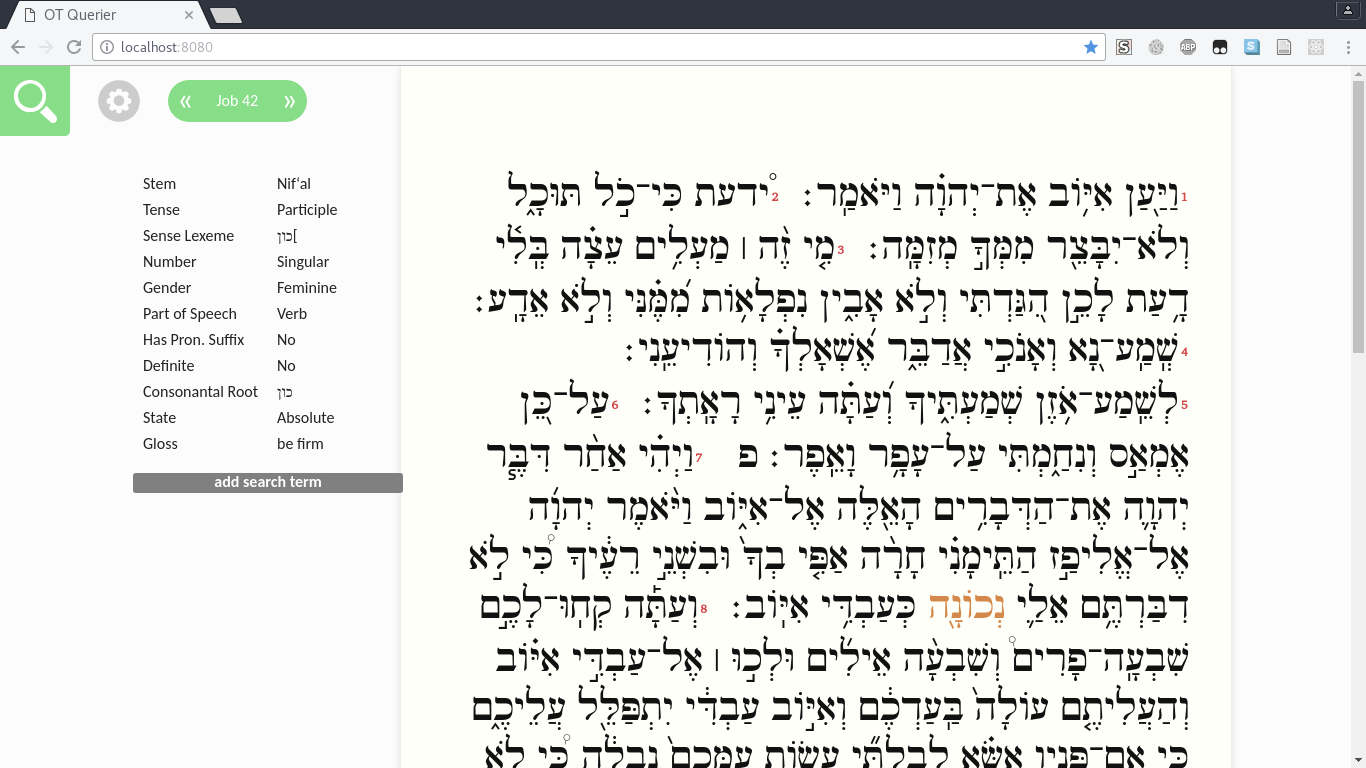 OT Querier
localhost:8080
« Job 42 »
Stem Nif‘al
Tense Participle
Sense Lexeme כון[
Number Singular
Gender Feminine
Part of Speech Verb
Has Pron. Suffix No
Definite No
Consonantal Root כון
State Absolute
Gloss be firm
add search term
1 וַיַּ֖עַן אִיּ֥וֹב אֶת־יְהוָ֗ה וַיֹּאמַֽר׃ 2 ידעת כִּי־כֹ֣ל תּוּכָ֑ל
וְלֹא־יִבָּצֵ֖ר מִמְּךָ֣ מְזִמָּֽה׃ 3 מִ֤י זֶ֨ה ׀ מַעְלִ֥ים עֵצָ֗ה בְּֽלִ֫י
דָ֥עַת לָכֵ֣ן הִ֭גַּדְתִּי וְלֹ֣א אָבִ֑ין נִפְלָא֥וֹת מִ֝מֶּ֗נִּי וְלֹ֣א אֵדָֽע׃
4 שְֽׁמַֽע־נָ֭א וְאָנֹכִ֣י אֲדַבֵּ֑ר אֶ֝שְׁאָלְךָ֗ וְהוֹדִיעֵֽנִי׃
5 לְשֵֽׁמַע־אֹ֥זֶן שְׁמַעְתִּ֑יךָ וְ֝עַתָּ֗ה עֵינִ֥י רָאָֽתְךָ׃ 6 עַל־כֵּ֭ן
אֶמְאַ֣ס וְנִחַ֑מְתִּי עַל־עָפָ֥ר וָאֵֽפֶר׃ פ 7 וַיְהִ֗י אַחַ֨ר דִּבֶּ֧ר
יְהוָ֛ה אֶת־הַדְּבָרִ֥ים הָאֵ֖לֶּה אֶל־אִיּ֑וֹב וַיֹּ֨אמֶר יְהוָ֜ה
אֶל־אֱלִיפַ֣ז הַתֵּֽימָנִ֗י חָרָ֨ה אַפִּ֤י בְךָ֙ וּבִשְׁנֵ֣י רֵעֶ֔יךָ כִּ֠י לֹ֣א
דִבַּרְתֶּ֥ם אֵלַ֛י נְכוֹנָ֖ה כְּעַבְדִּ֥י אִיּֽוֹב׃ 8 וְעַתָּ֡ה קְחֽוּ־לָכֶ֣ם
שִׁבְעָֽה־פָרִים֩ וְשִׁבְעָ֨ה אֵילִ֜ים וּלְכ֣וּ ׀ אֶל־עַבְדִּ֣י אִיּ֗וֹב
וְהַעֲלִיתֶ֤ם עוֹלָה֙ בַּֽעַדְכֶ֔ם וְאִיּ֣וֹב עַבְדִּ֔י יִתְפַּלֵּ֖ל עֲלֵיכֶ֑ם
כִּ֧י אִם־פָּנָ֣יו אֶשָּׂ֗א לְבִלְתִּ֞י עֲשׂ֤וֹת עִמָּכֶם֙ נְבָלָ֔ה כִּ֠י לֹ֣א